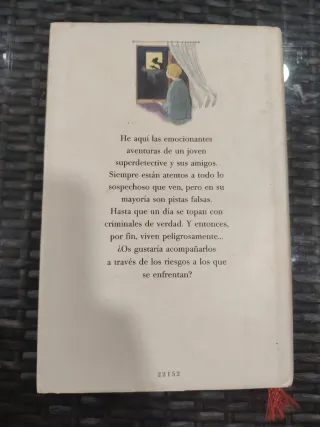 He aquí las emocionantes
aventuras de un joven
superdetective y sus amigos.
Siempre están atentos a todo lo
sospechoso que ven, pero en su
mayoría son pistas falsas.
Hasta que un día se topan con
criminales de verdad. Y entonces,
por fin, viven peligrosamente...
¿Os gustaría acompañarlos
a través de los riesgos a los que
se enfrentan?
22152